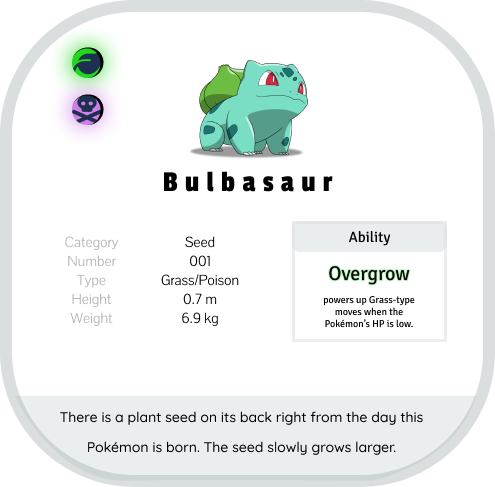 Bulbasaur
Category Seed
Number 001
Type Grass/Poison
Height 0.7 m
Weight 6.9 kg
Ability
Overgrow
powers up Grass-type
moves when the
Pokémon's HP is low.
There is a plant seed on its back right from the day this
Pokémon is born. The seed slowly grows larger.